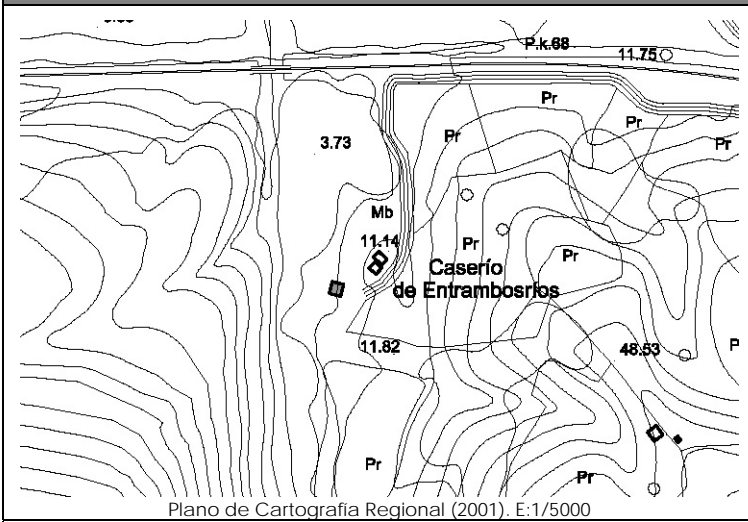 P.k.68
11.75
Pr
3.73
Pr
Pr
Pr
Mb
11.14
Pr
Pr
Caserío
de Entrambosríos
11.82
48.53
P
Pr
Pr
Plano de Cartografía Regional (2001). E:1/5000